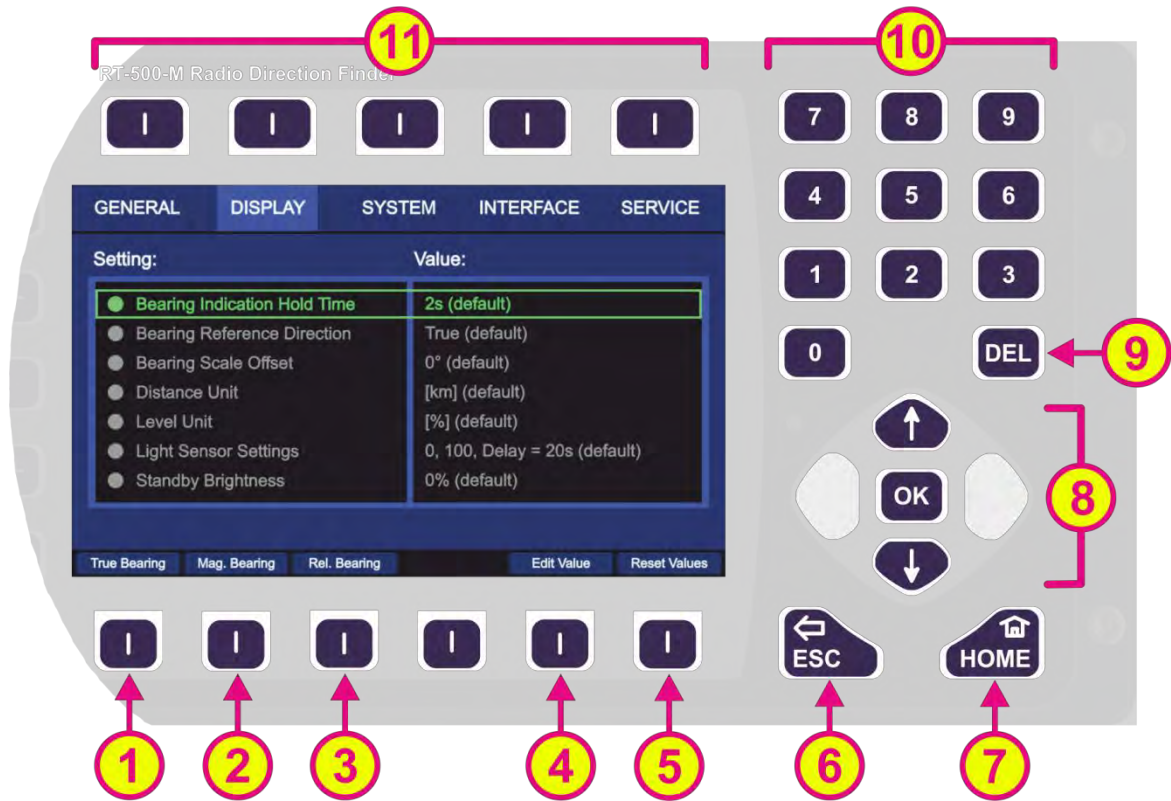 11
10
RT-500-M Radio Direction Finder
7 8 9
GENERAL DISPLAY SYSTEM INTERFACE SERVICE
4 5 6
Setting: Value:
1 2 3
Bearing Indication Hold Time 2s (default)
Bearing Reference Direction True (default)
Bearing Scale Offset 0° (default)
0 DEL 9
Distance Unit [km] (default)
Level Unit [%] (default)
Light Sensor Settings 0, 100, Delay = 20s (default)
Standby Brightness 0% (default)
OK 8
True Bearing Mag. Bearing Rel. Bearing Edit Value Reset Values
ESC HOME
1 2 3 4 5 6 7